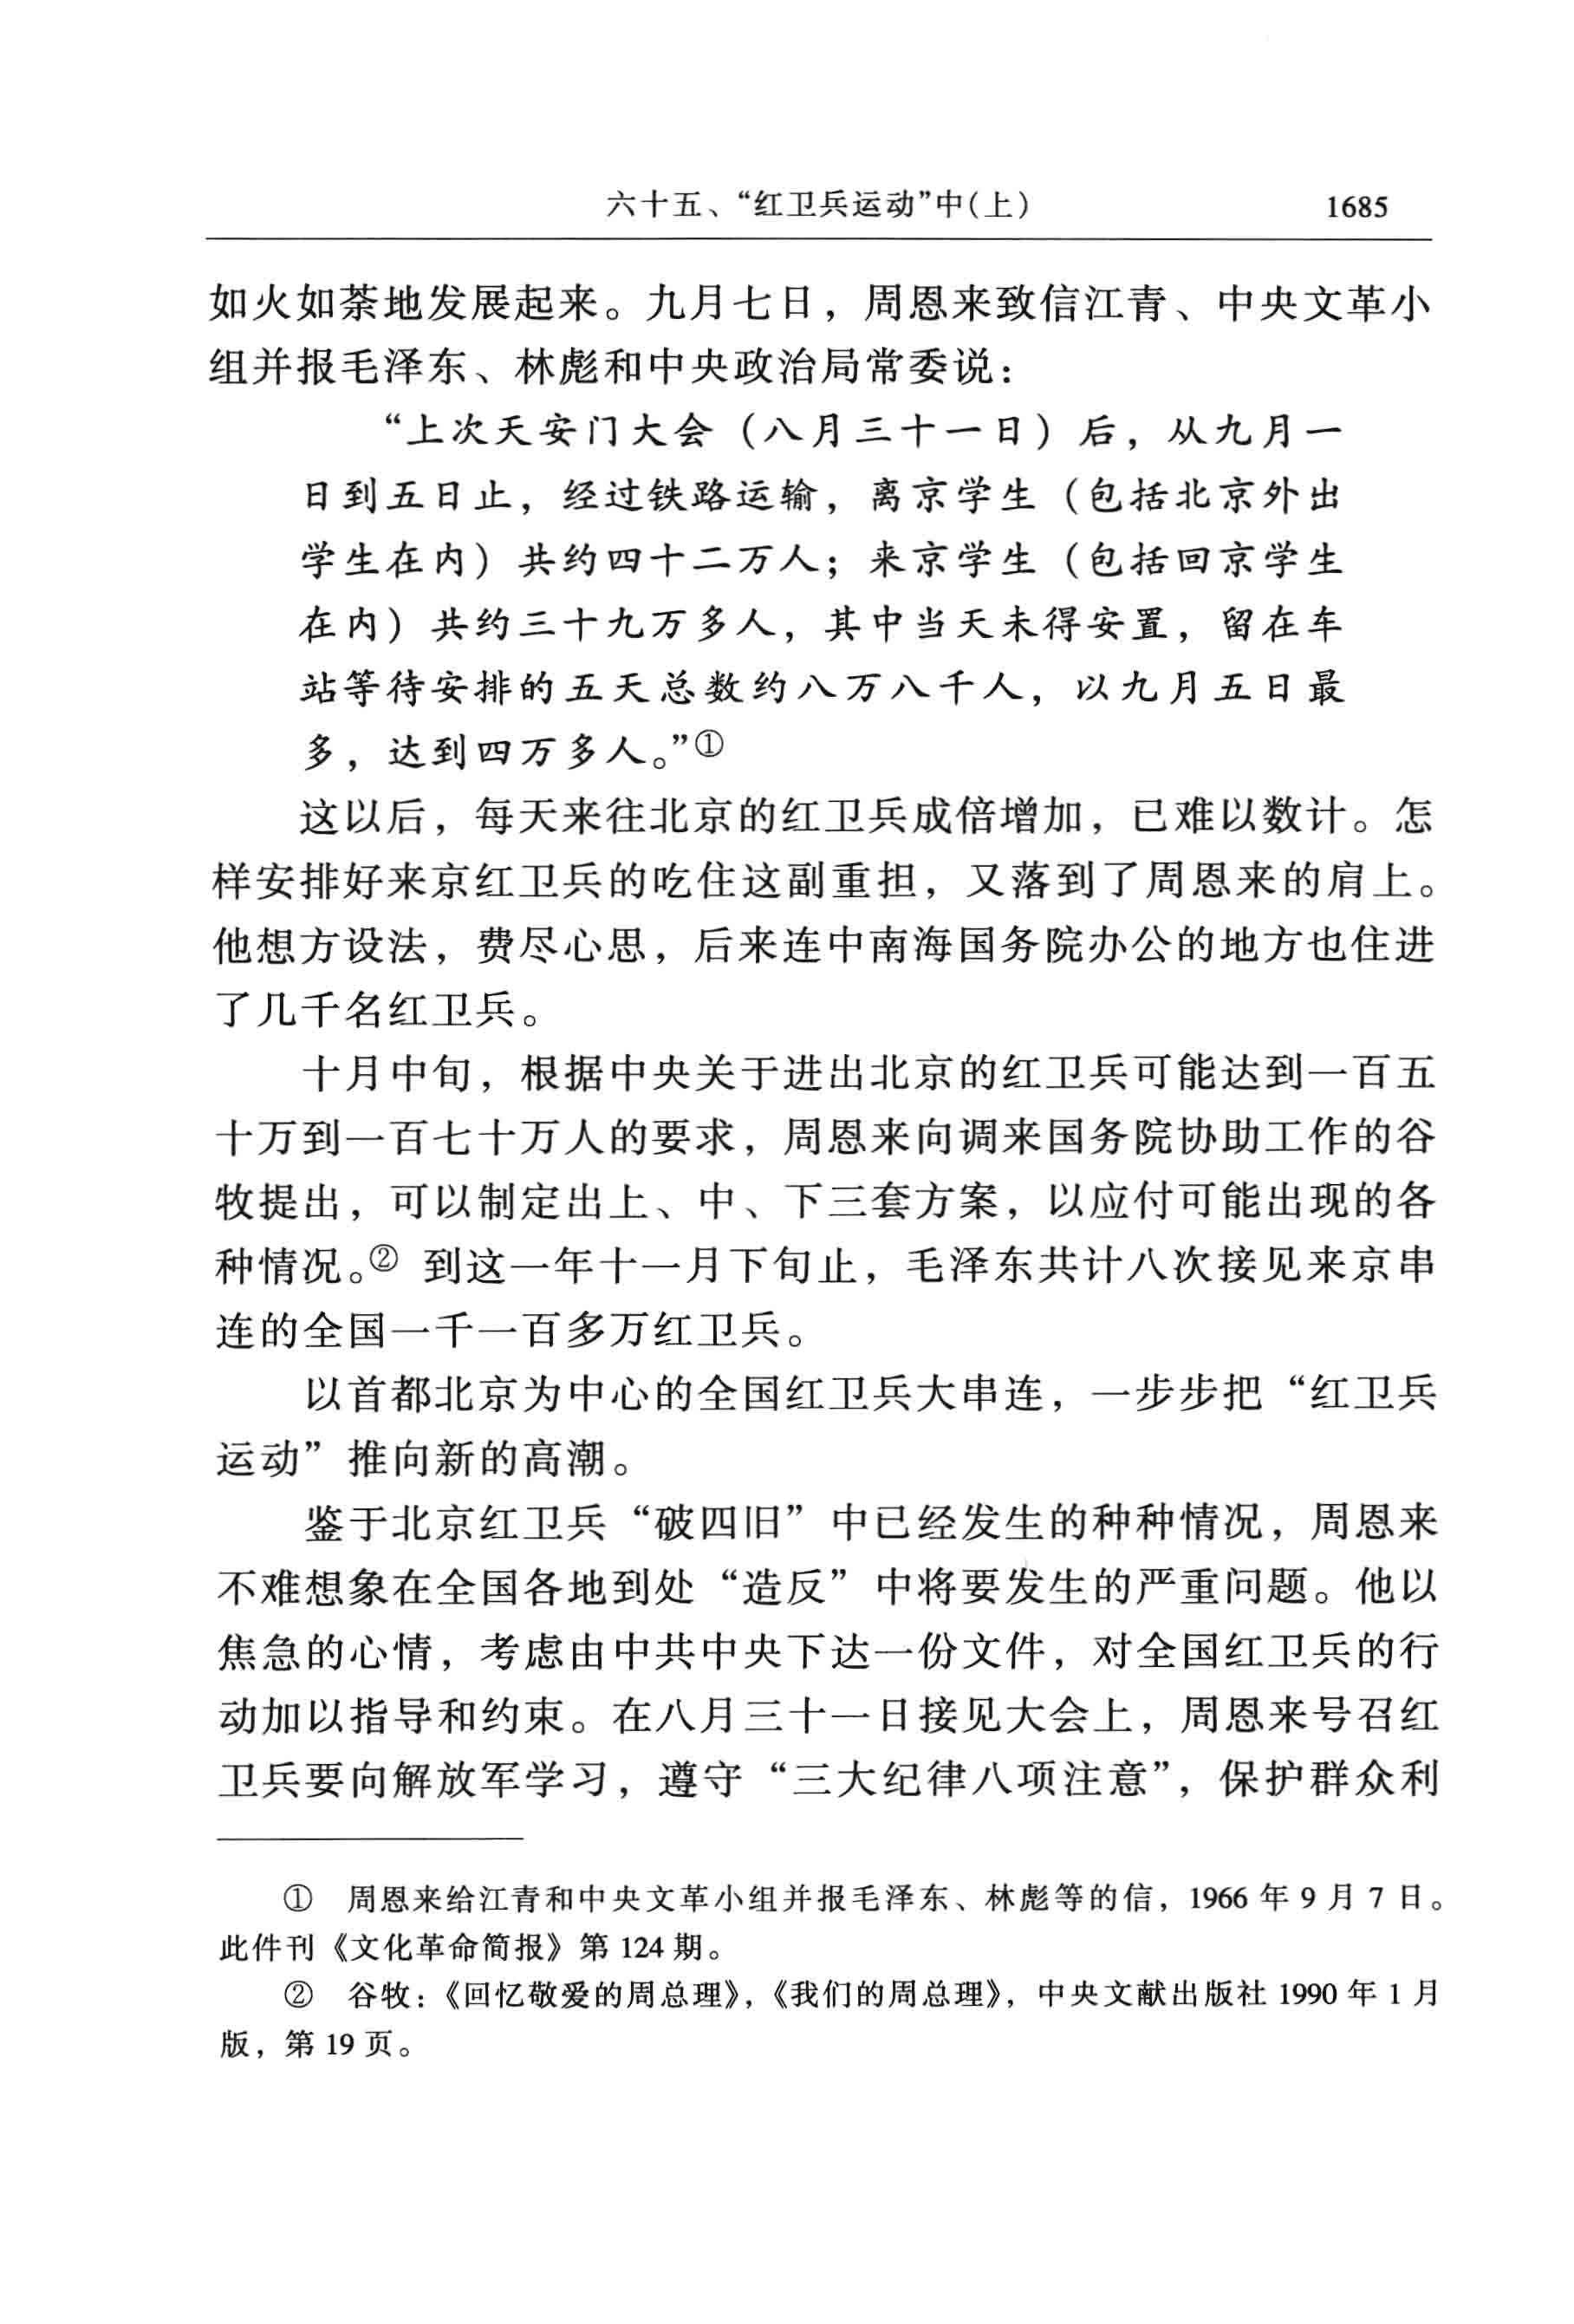 六十五、“红卫兵运动”中(上) 1685
如火如荼地发展起来。九月七日，周恩来致信江青、中央文革小
组并报毛泽东、林彪和中央政治局常委说：
“上次天安门大会（八月三十一日）后，从九月一
日到五日止，经过铁路运输，离京学生（包括北京外出
学生在内）共约四十二万人；来京学生（包括回京学生
在内）共约三十九万多人，其中当天未得安置，留在车
站等待安排的五天总数约八万八千人，以九月五日最
多，达到四万多人。”①
这以后，每天来往北京的红卫兵成倍增加，已难以数计。怎
样安排好来京红卫兵的吃住这副重担，又落到了周恩来的肩上。
他想方设法，费尽心思，后来连中南海国务院办公的地方也住进
了几千名红卫兵。
十月中旬，根据中央关于进出北京的红卫兵可能达到一百五
十万到一百七十万人的要求，周恩来向调来国务院协助工作的谷
牧提出，可以制定出上、中、下三套方案，以应付可能出现的各
种情况。② 到这一年十一月下旬止，毛泽东共计八次接见来京串
连的全国一千一百多万红卫兵。
以首都北京为中心的全国红卫兵大串连，一步步把“红卫兵
运动”推向新的高潮。
鉴于北京红卫兵“破四旧”中已经发生的种种情况，周恩来
不难想象在全国各地到处“造反”中将要发生的严重问题。他以
焦急的心情，考虑由中共中央下达一份文件，对全国红卫兵的行
动加以指导和约束。在八月三十一日接见大会上，周恩来号召红
卫兵要向解放军学习，遵守“三大纪律八项注意”，保护群众利
① 周恩来给江青和中央文革小组并报毛泽东、林彪等的信，1966 年 9 月 7 日。
此件刊《文化革命简报》第 124 期。
② 谷牧：《回忆敬爱的周总理》，《我们的周总理》，中央文献出版社 1990 年 1 月
版，第 19 页。